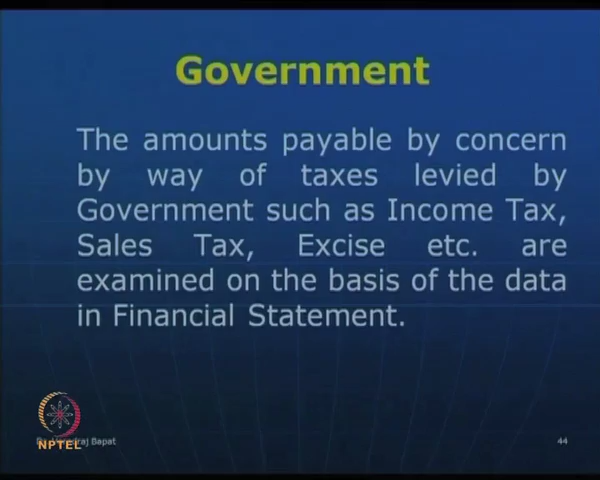 Government
The amounts payable by concern
by way of taxes levied by
Government such as Income Tax,
Sales Tax, Excise etc. are
examined on the basis of the data
in Financial Statement.
Bapat
NPTEL
44